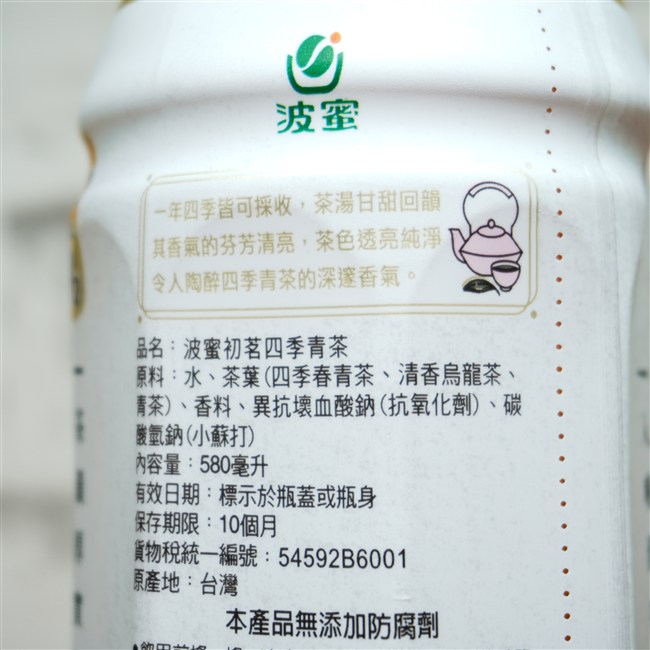 波蜜
一年四季皆可採收，茶湯甘甜回韻
其香氣的芬芳清亮，茶色透亮純淨
令人陶醉四季青茶的深邃香氣。
品名：波蜜初茗四季青茶
原料：水、茶葉(四季春青茶、清香烏龍茶、
青茶)、香料、異抗壞血酸鈉(抗氧化劑)、碳
酸氫鈉(小蘇打)
內容量：580毫升
有效日期：標示於瓶蓋或瓶身
保存期限：10個月
貨物稅統一編號：54592B6001
原產地：台灣
本產品無添加防腐劑